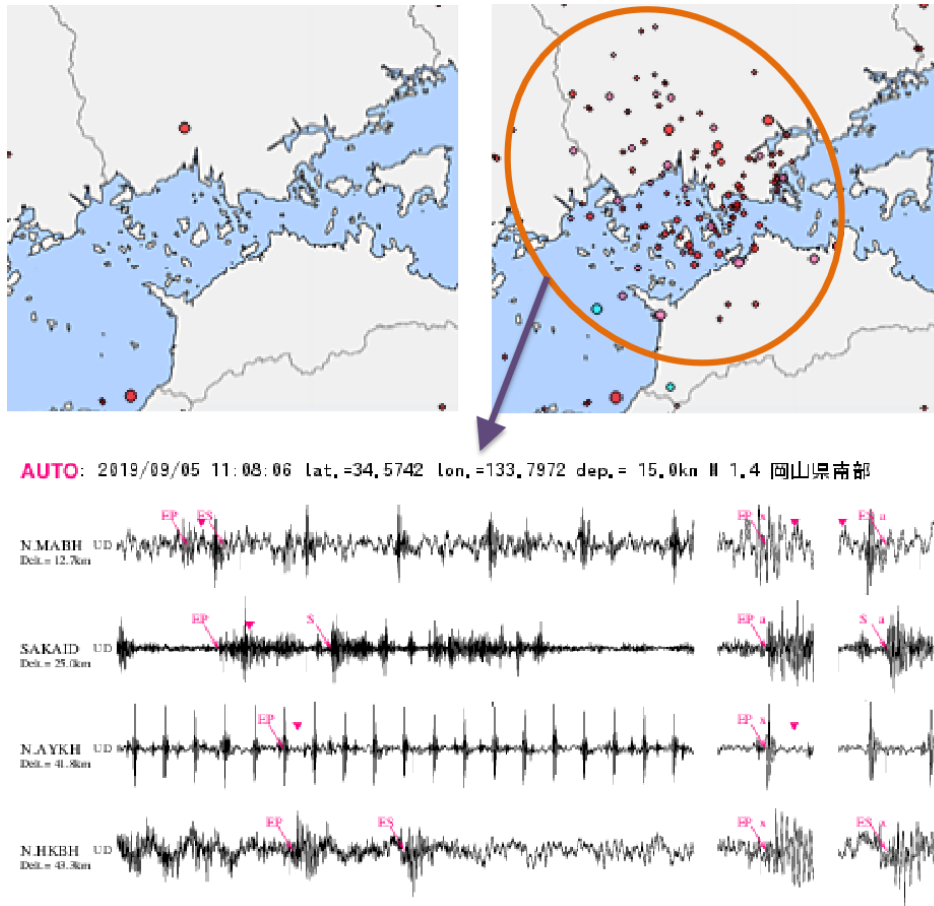 AUTO: 2019/09/05 11:08:06 lat.=34.5742 lon.=133.7972 dep.= 15.0km M 1.4 岡山県南部
EP ES EP x ES a
N.MABH UD
Delt.= 12.7km
EP S EP a S a
SAKAID UD
Delt.= 25.0km
EP EP x
N.AYKH UD
Delt.= 41.8km
EP ES EP x ES x
N.HKBH UD
Delt.= 43.3km